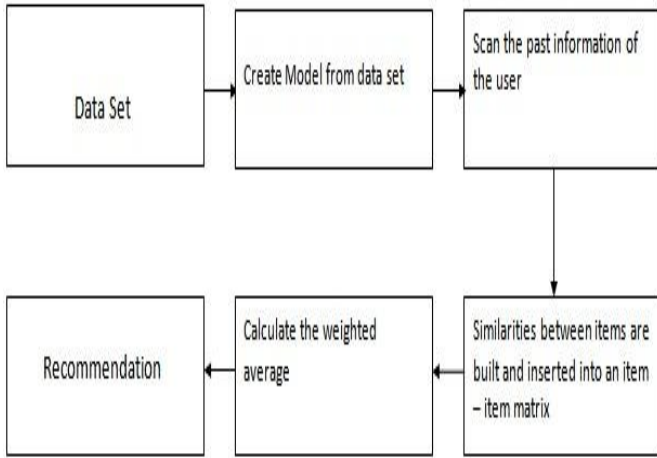 Data Set
Create Model from data set
Scan the past information of
the user
Similarities between items are
built and inserted into an item
– item matrix
Calculate the weighted
average
Recommendation